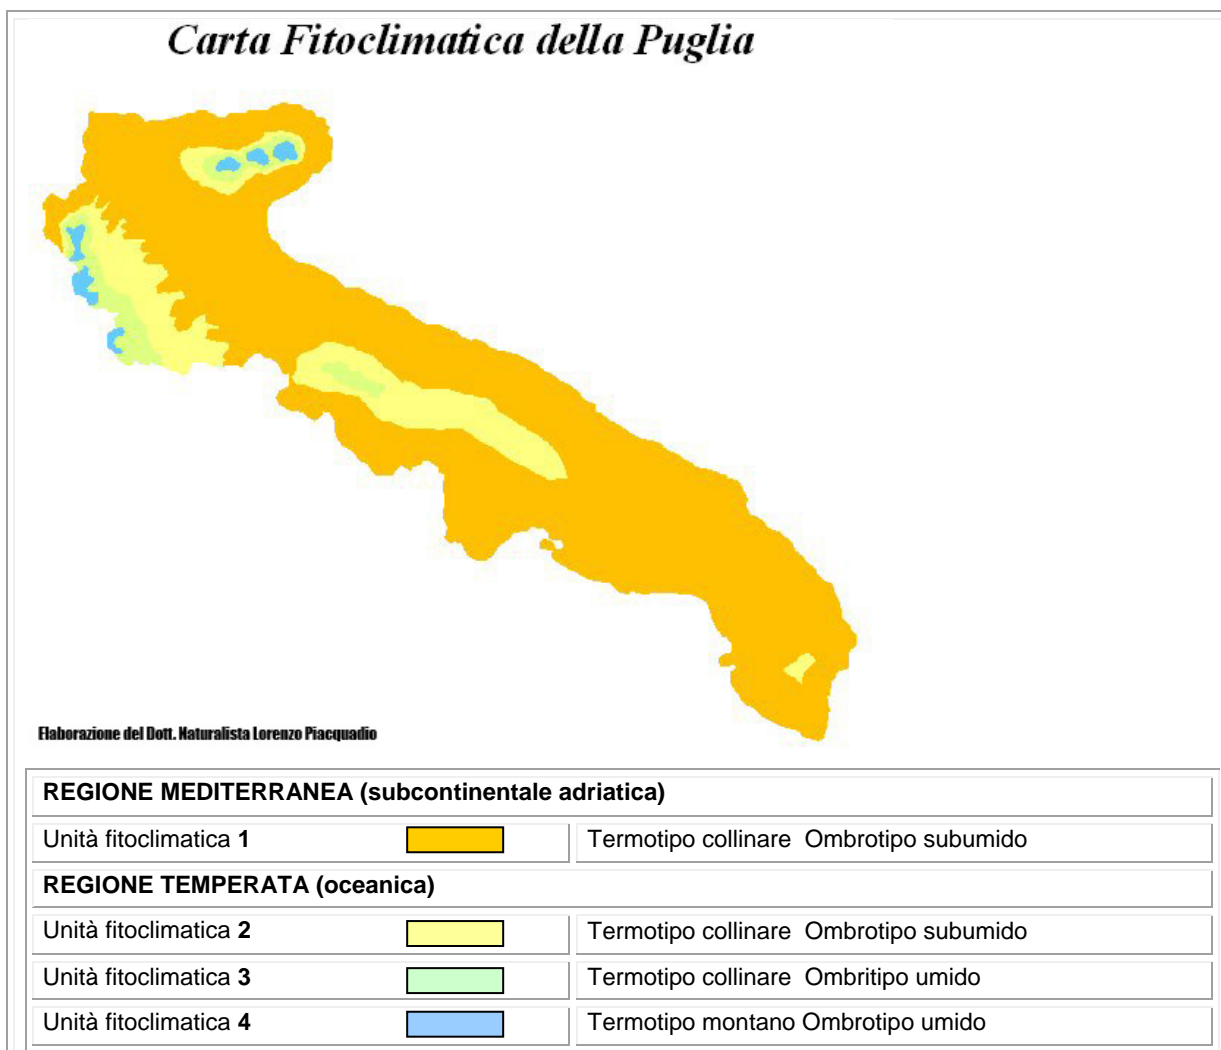 Carta Fitoclimatica della Puglia
Elaborazione del Dott. Naturalista Lorenzo Piacquadio
REGIONE MEDITERRANEA (subcontinentale adriatica)
Unità fitoclimatica 1 Termotipo collinare Ombrotipo subumido
REGIONE TEMPERATA (oceanica)
Unità fitoclimatica 2 Termotipo collinare Ombrotipo subumido
Unità fitoclimatica 3 Termotipo collinare Ombritipo umido
Unità fitoclimatica 4 Termotipo montano Ombrotipo umido